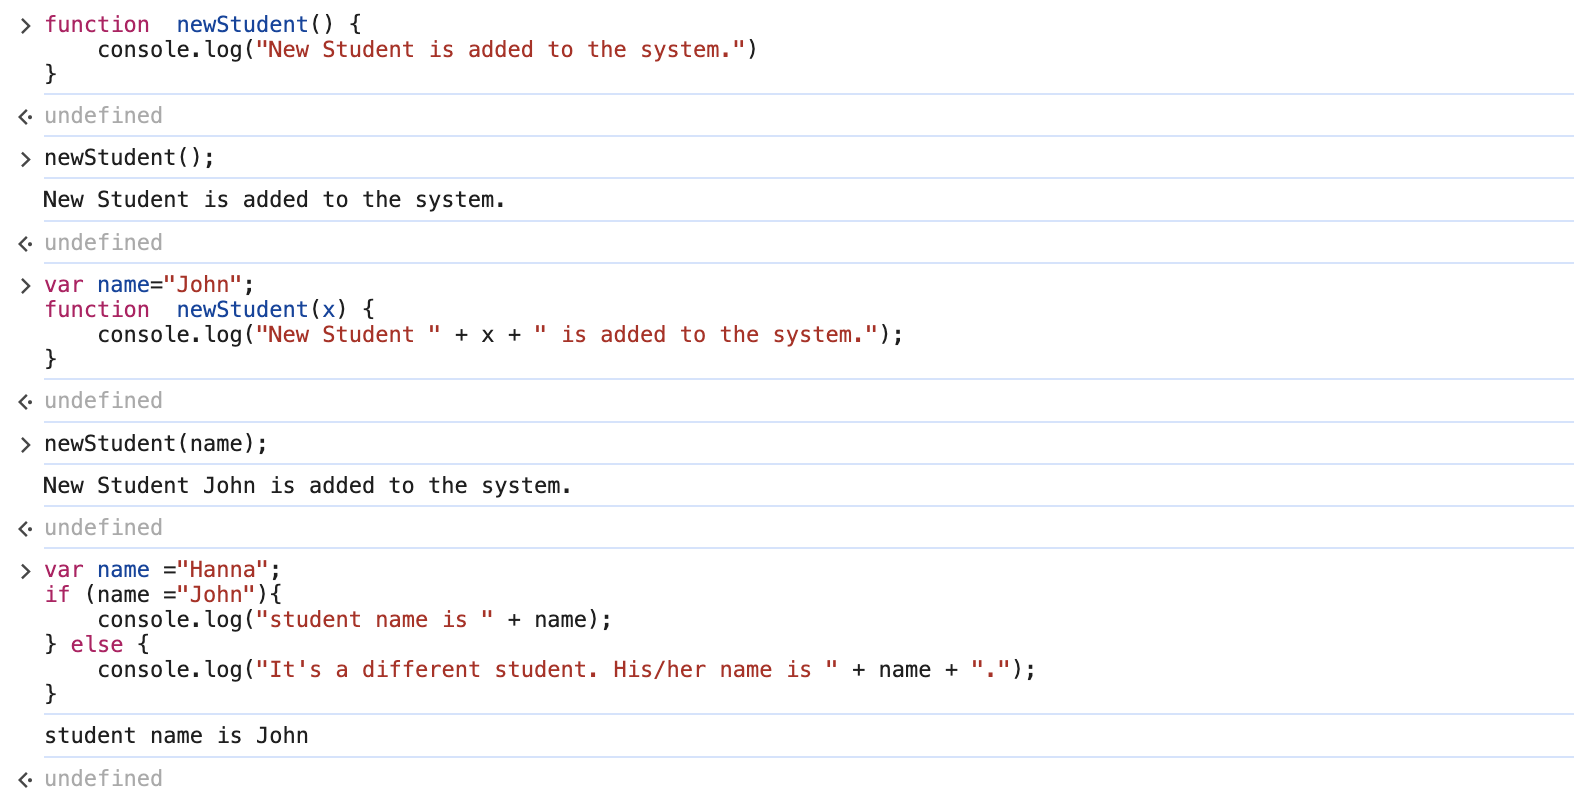 > function  newStudent() {
    console.log("New Student is added to the system.")
}
<· undefined
> newStudent();
New Student is added to the system.
<· undefined
> var name="John";
function  newStudent(x) {
    console.log("New Student " + x + " is added to the system.");
}
<· undefined
> newStudent(name);
New Student John is added to the system.
<· undefined
> var name ="Hanna";
if (name ="John"){
    console.log("student name is " + name);
} else {
    console.log("It's a different student. His/her name is " + name + ".");
}
student name is John
<· undefined